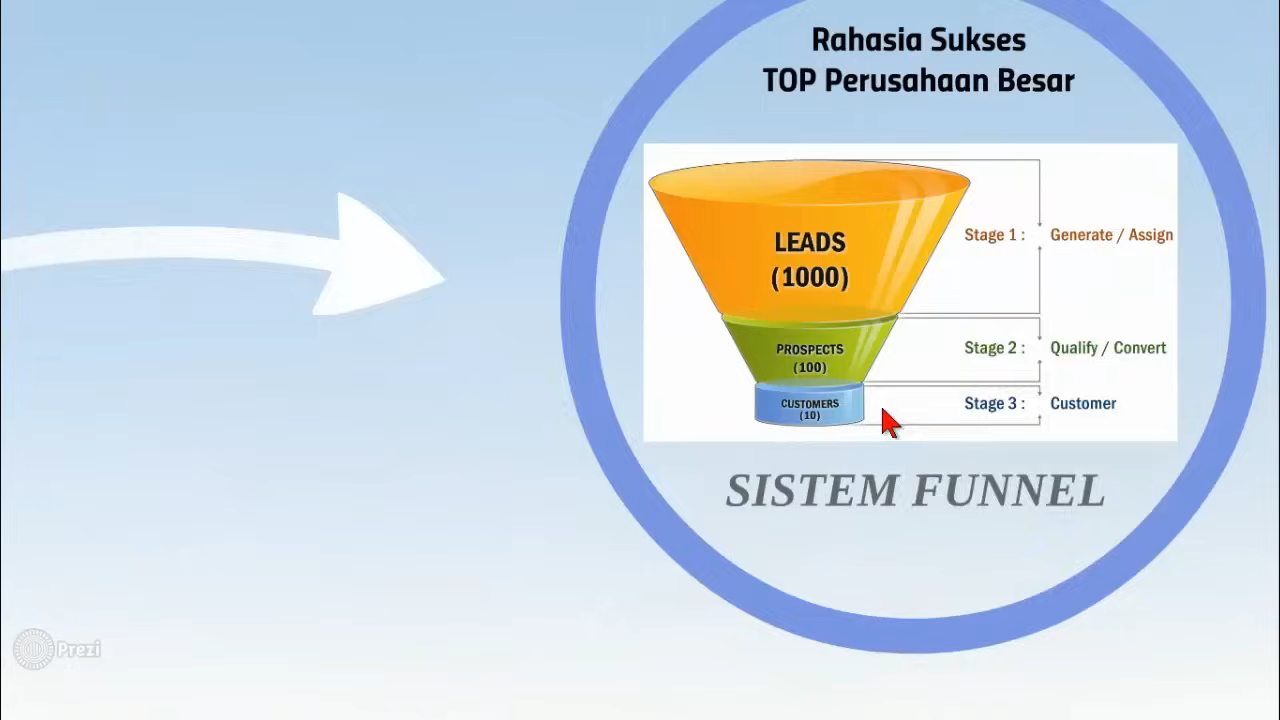 Rahasia Sukses
TOP Perusahaan Besar
LEADS
(1000)
Stage 1 : Generate / Assign
PROSPECTS
(100)
Stage 2 : Qualify / Convert
CUSTOMERS
(10)
Stage 3 : Customer
SISTEM FUNNEL
Prezi